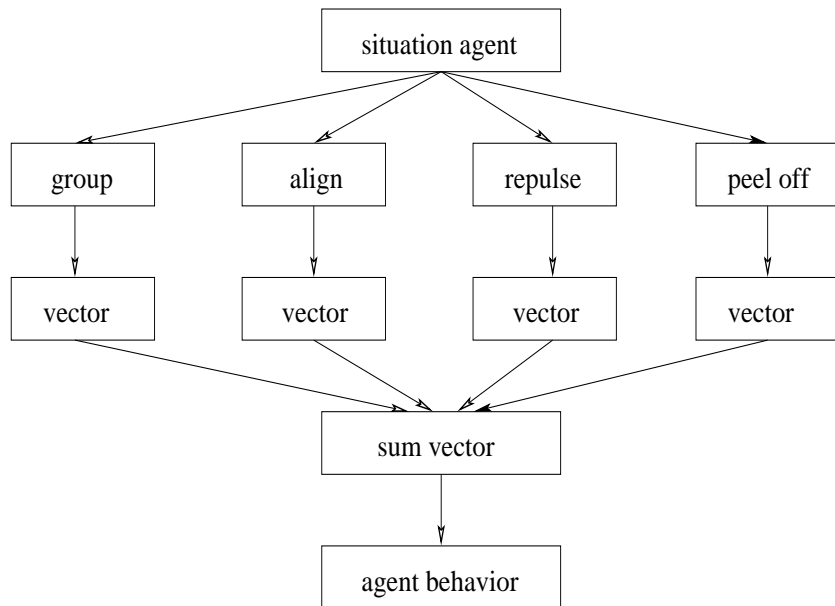 situation agent
group
align
repulse
peel off
vector
vector
vector
vector
sum vector
agent behavior